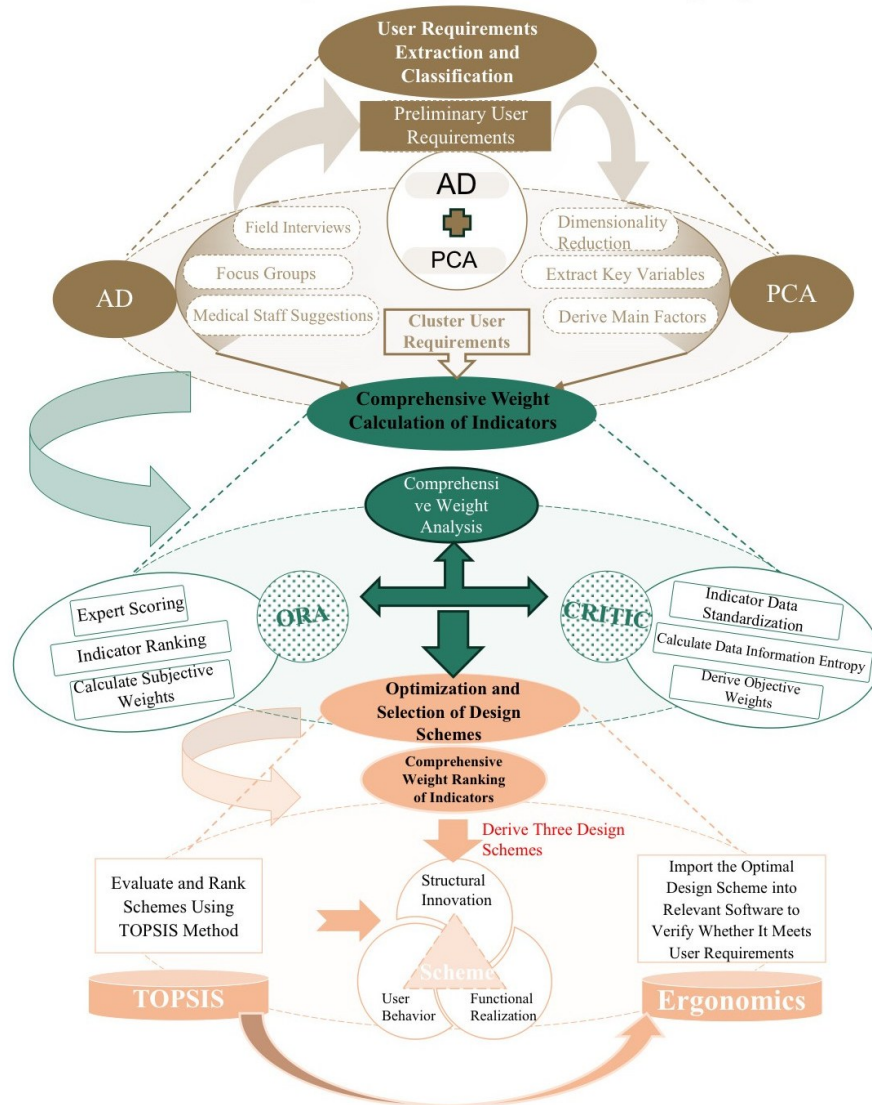 User Requirements
Extraction and
Classification
Preliminary User
Requirements
AD
PCA
Field Interviews
Focus Groups
Medical Staff Suggestions
Dimensionality
Reduction
Extract Key Variables
Derive Main Factors
AD
PCA
Cluster User
Requirements
Comprehensive Weight
Calculation of Indicators
Comprehensi
ve Weight
Analysis
Expert Scoring
Indicator Ranking
Calculate Subjective
Weights
ORA
CRITIC
Indicator Data
Standardization
Calculate Data Information Entropy
Derive Objective
Weights
Optimization and
Selection of Design
Schemes
Comprehensive
Weight Ranking
of Indicators
Derive Three Design
Schemes
Evaluate and Rank
Schemes Using
TOPSIS Method
TOPSIS
Structural
Innovation
Scheme
User
Behavior
Functional
Realization
Import the Optimal
Design Scheme into
Relevant Software to
Verify Whether It Meets
User Requirements
Ergonomics